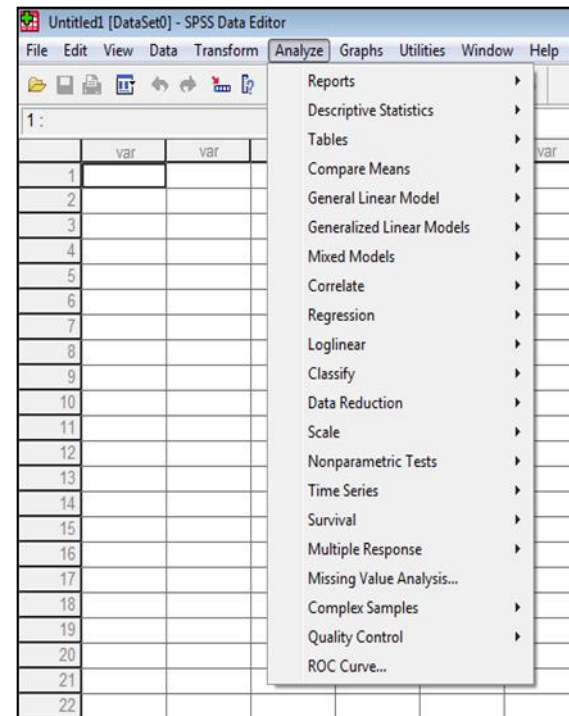 Untitled1 [DataSet0] - SPSS Data Editor
File Edit View Data Transform Analyze Graphs Utilities Window Help
1 :
var var var
Reports
Descriptive Statistics
Tables
Compare Means
General Linear Model
Generalized Linear Models
Mixed Models
Correlate
Regression
Loglinear
Classify
Data Reduction
Scale
Nonparametric Tests
Time Series
Survival
Multiple Response
Missing Value Analysis...
Complex Samples
Quality Control
ROC Curve...
1
2
3
4
5
6
7
8
9
10
11
12
13
14
15
16
17
18
19
20
21
22